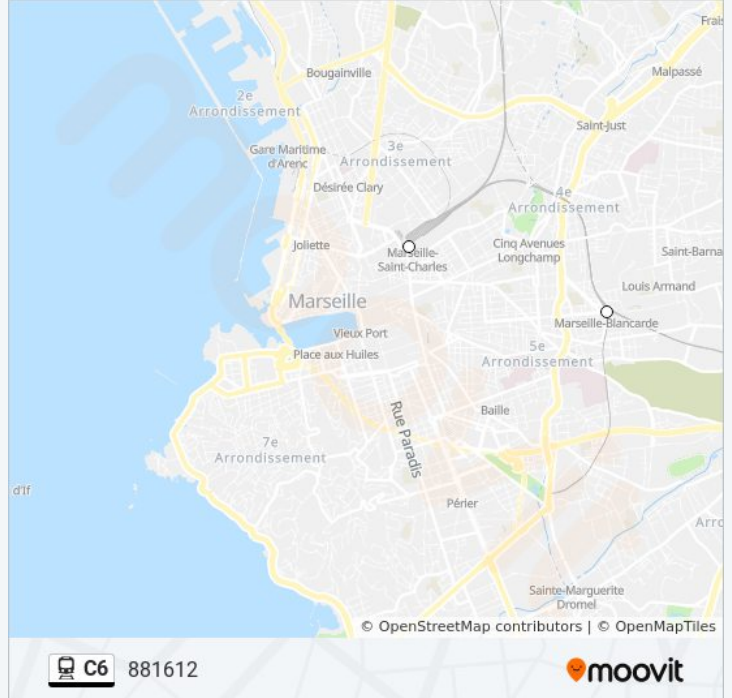 Frais
Bougainville
Malpassé
2e
Arrondissement
Saint-Just
Gare Maritime
d'Arenc
3e
Arrondissement
Désirée Clary
4e
Arrondissement
Joliette
Marseille-
Saint-Charles
Cinq Avenues
Longchamp
Saint-Barna
Louis Armand
Marseille
Marseille-Blancarde
Vieux Port
Place aux Huiles
5e
Arrondissement
Baille
Rue Paradis
7e
Arrondissement
d'If
Périer
Arro
Sainte-Marguerite
Dromel
© OpenStreetMap contributors | © OpenMapTiles
C6 881612
moovit